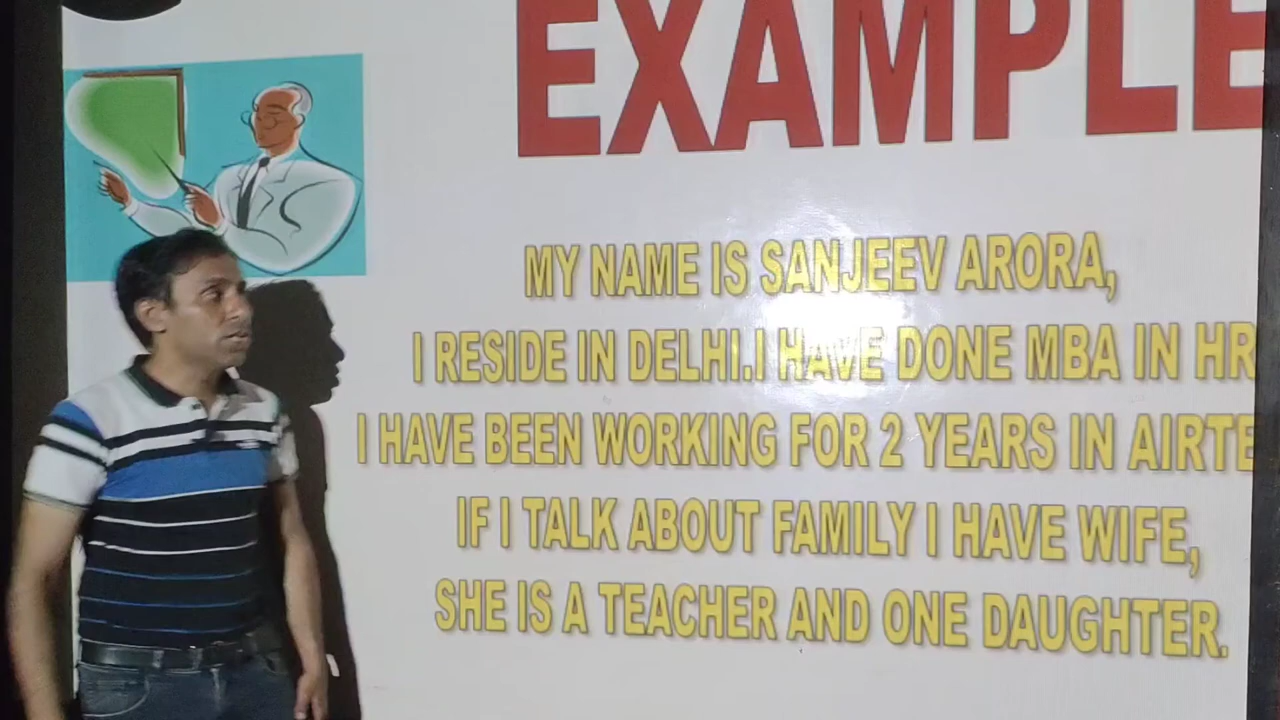 EXAMPLE
MY NAME IS SANJEEV ARORA,
I RESIDE IN DELHI.I HAVE DONE MBA IN HR
I HAVE BEEN WORKING FOR 2 YEARS IN AIRTE
IF I TALK ABOUT FAMILY I HAVE WIFE,
SHE IS A TEACHER AND ONE DAUGHTER.